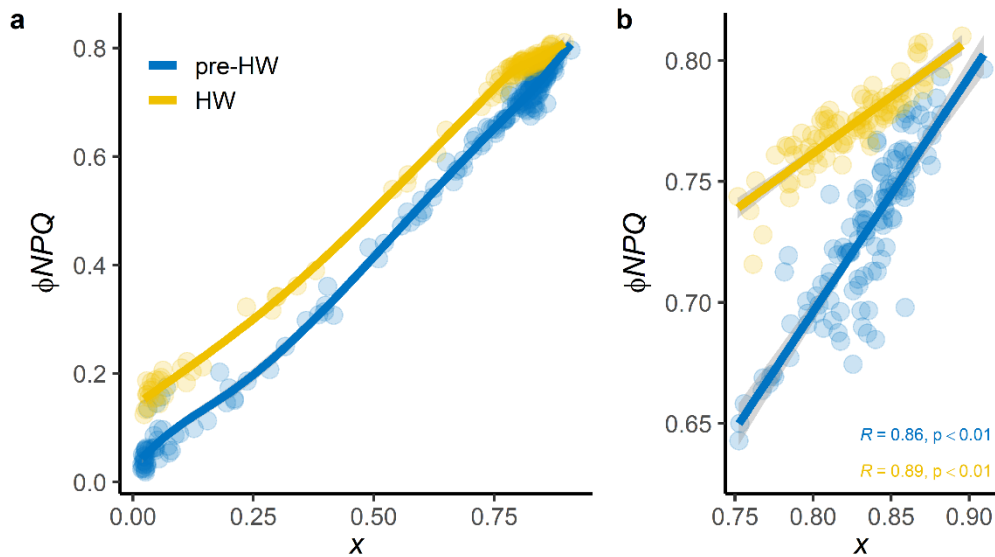 a
0.8
0.6
0.4
0.2
0.0
ϕNPQ
pre-HW
HW
0.00 0.25 0.50 0.75
x
b
0.80
0.75
0.70
0.65
ϕNPQ
R = 0.86, p < 0.01
R = 0.89, p < 0.01
0.75 0.80 0.85 0.90
x